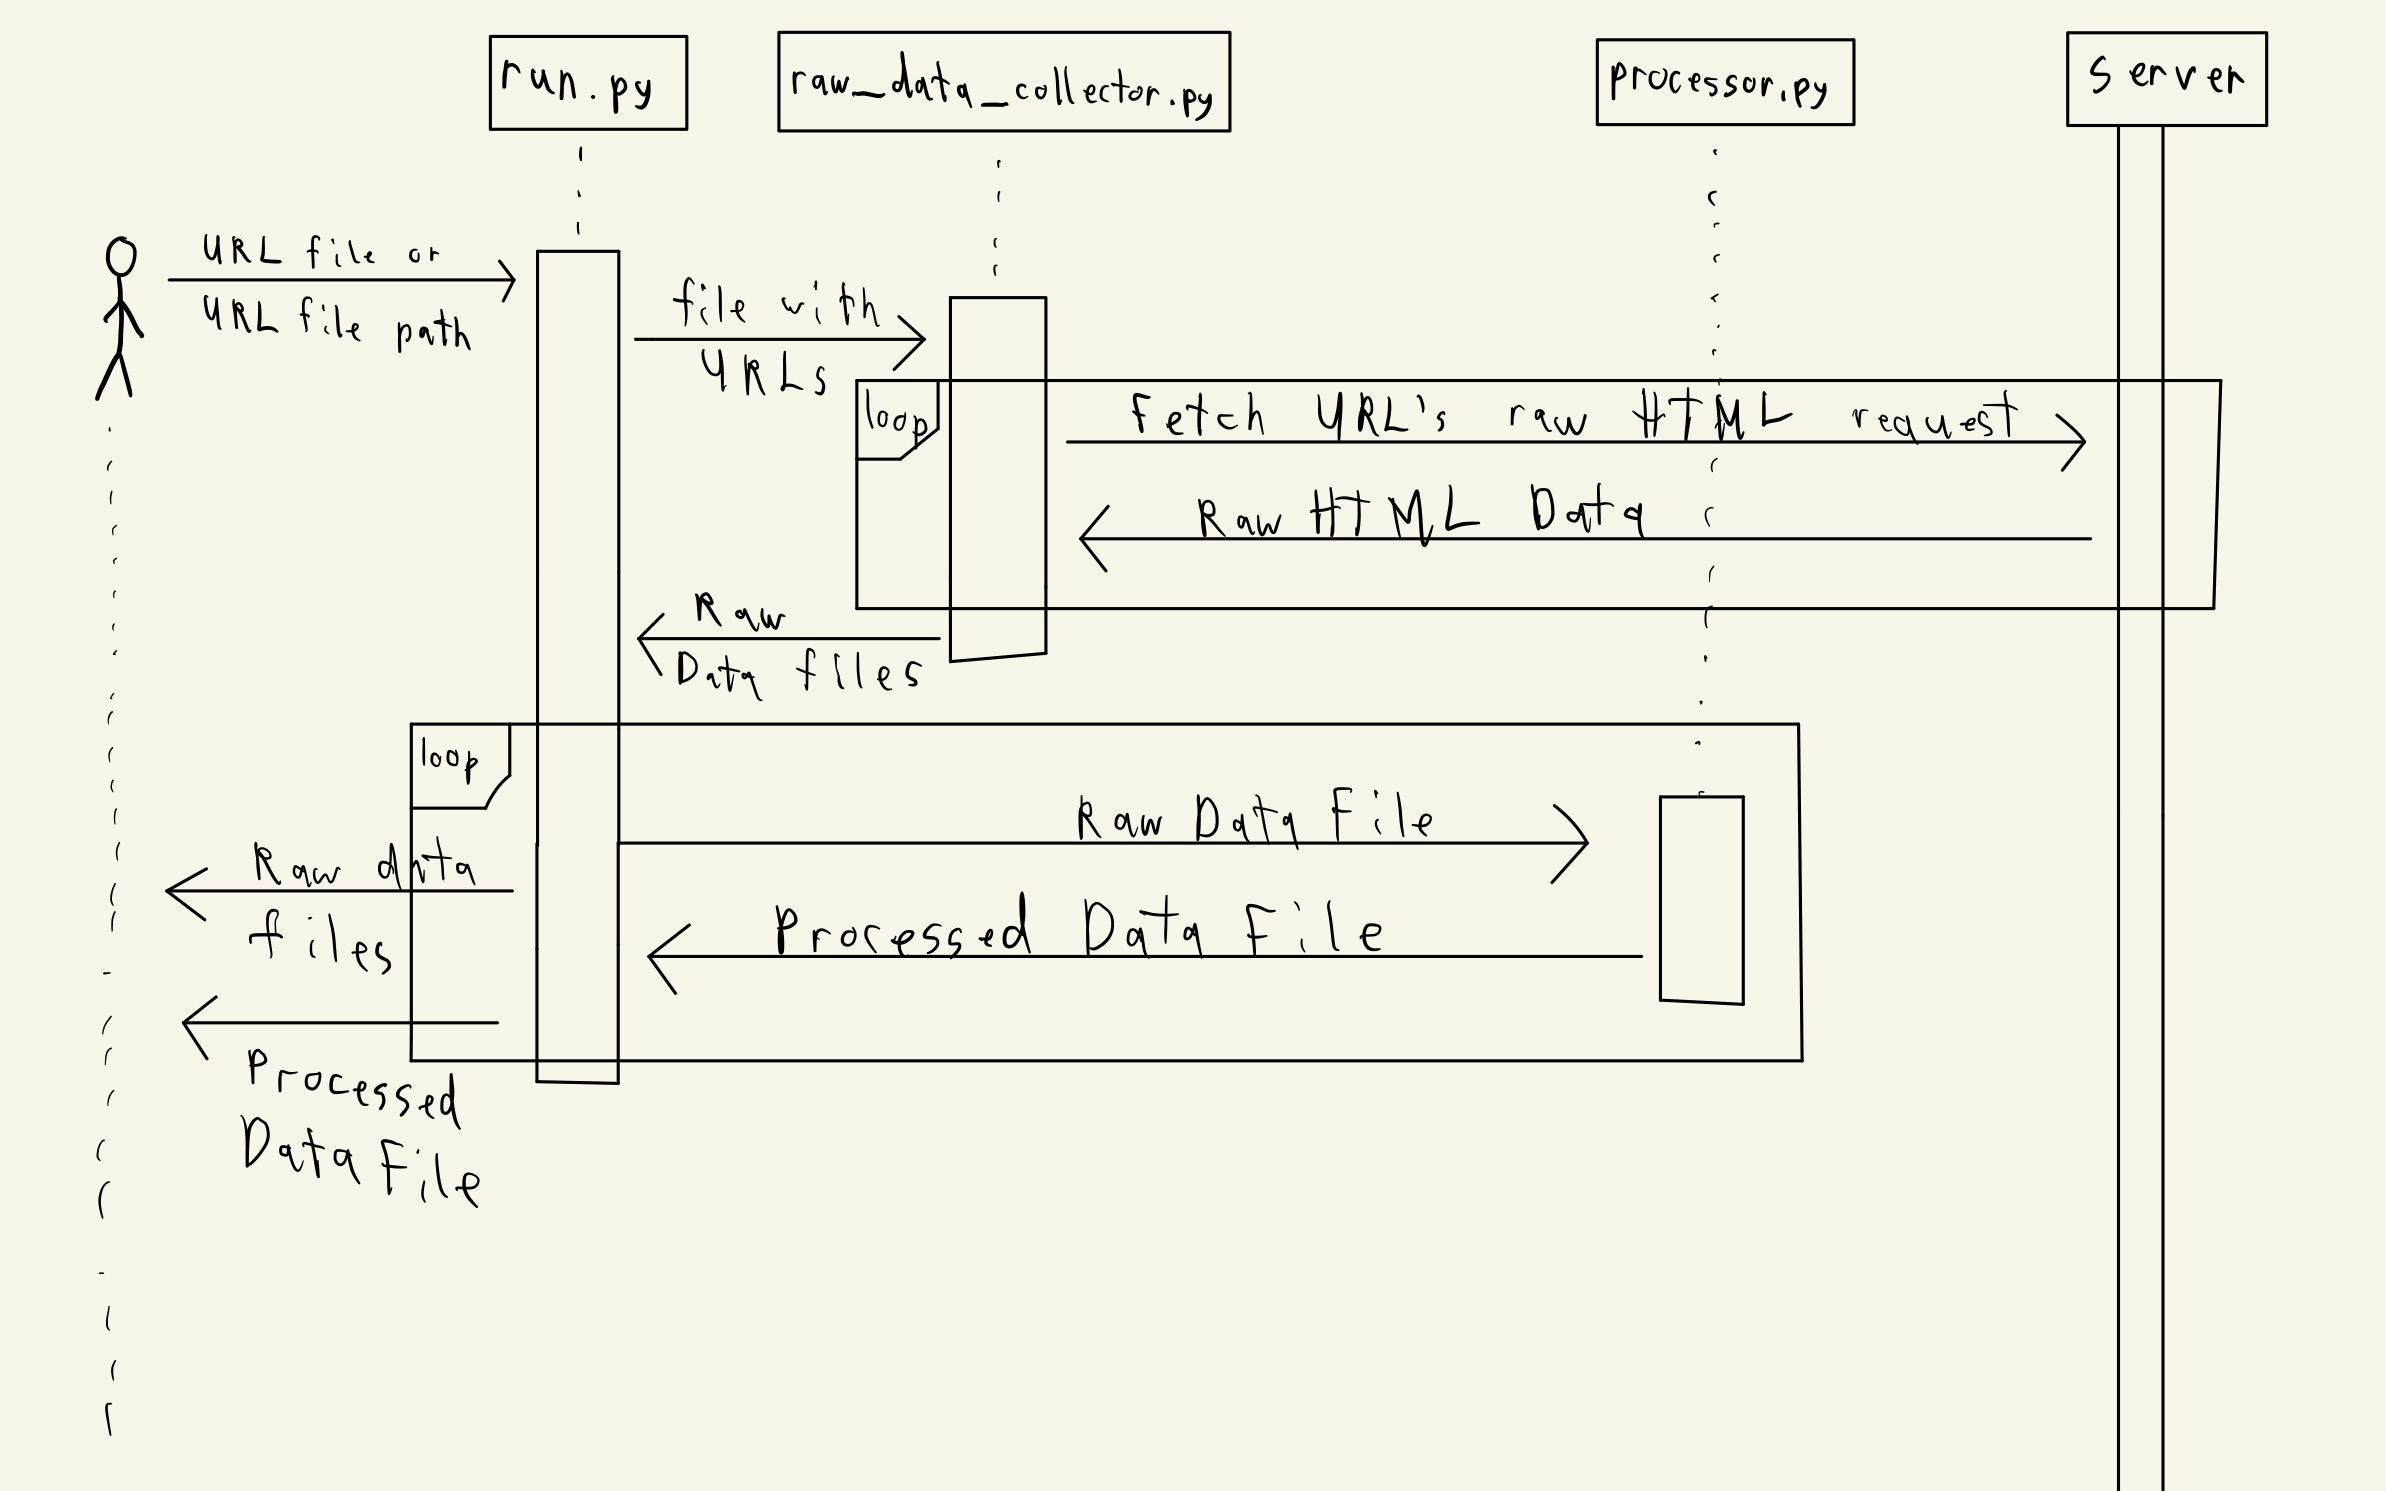 run.py
raw_data_collector.py
processor.py
server
URL file or
URL file path
file with
URLs
loop
Fetch URL's raw HTML request
Raw HTML Data
Raw
Data files
loop
Raw Data File
Raw data
files
Processed Data File
Processed
Data File